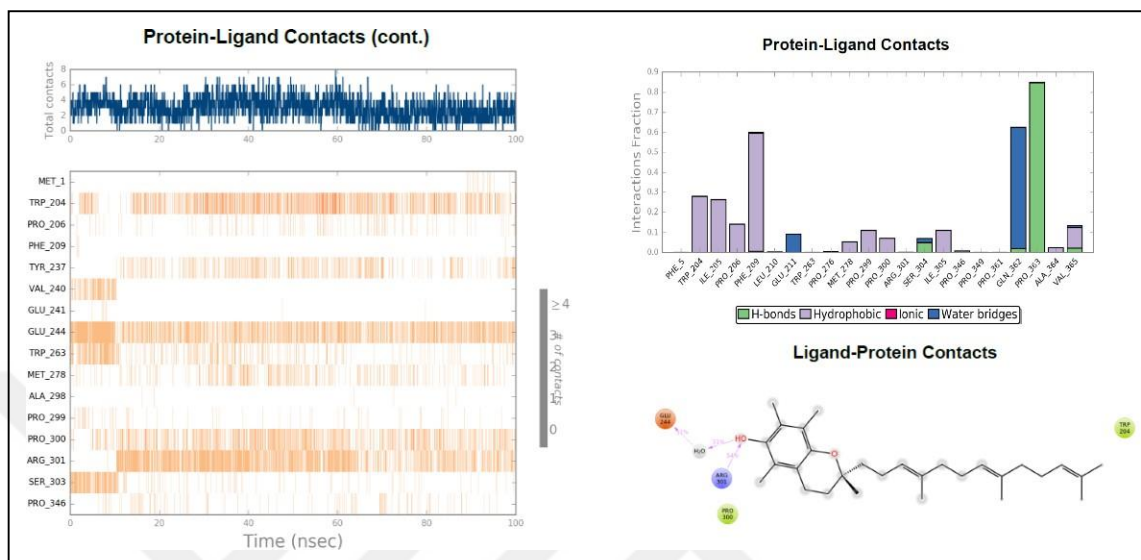 Protein-Ligand Contacts (cont.)
Total contacts
8
6
4
2
0
0
20
40
60
80
100
MET_1
TRP_204
PRO_206
PHE_209
TYR_237
VAL_240
GLU_241
GLU_244
TRP_263
MET_278
ALA_298
PRO_299
PRO_300
ARG_301
SER_303
PRO_346
0
20
40
60
80
100
Time (nsec)
≥4
3
2
1
0
# of contacts
Protein-Ligand Contacts
Interactions Fraction
0.9
0.8
0.7
0.6
0.5
0.4
0.3
0.2
0.1
0.0
PHE_5
TRP_204
ILE_205
PRO_206
PHE_209
LEU_210
GLU_211
TRP_263
PRO_276
MET_278
PRO_299
PRO_300
ARG_301
SER_304
ILE_305
PRO_346
PRO_349
PRO_361
GLN_362
PRO_363
ALA_364
VAL_365
H-bonds Hydrophobic Ionic Water bridges
Ligand-Protein Contacts
GLU
244
H₂O
HO
O
ARG
301
PRO
300
TRP
204